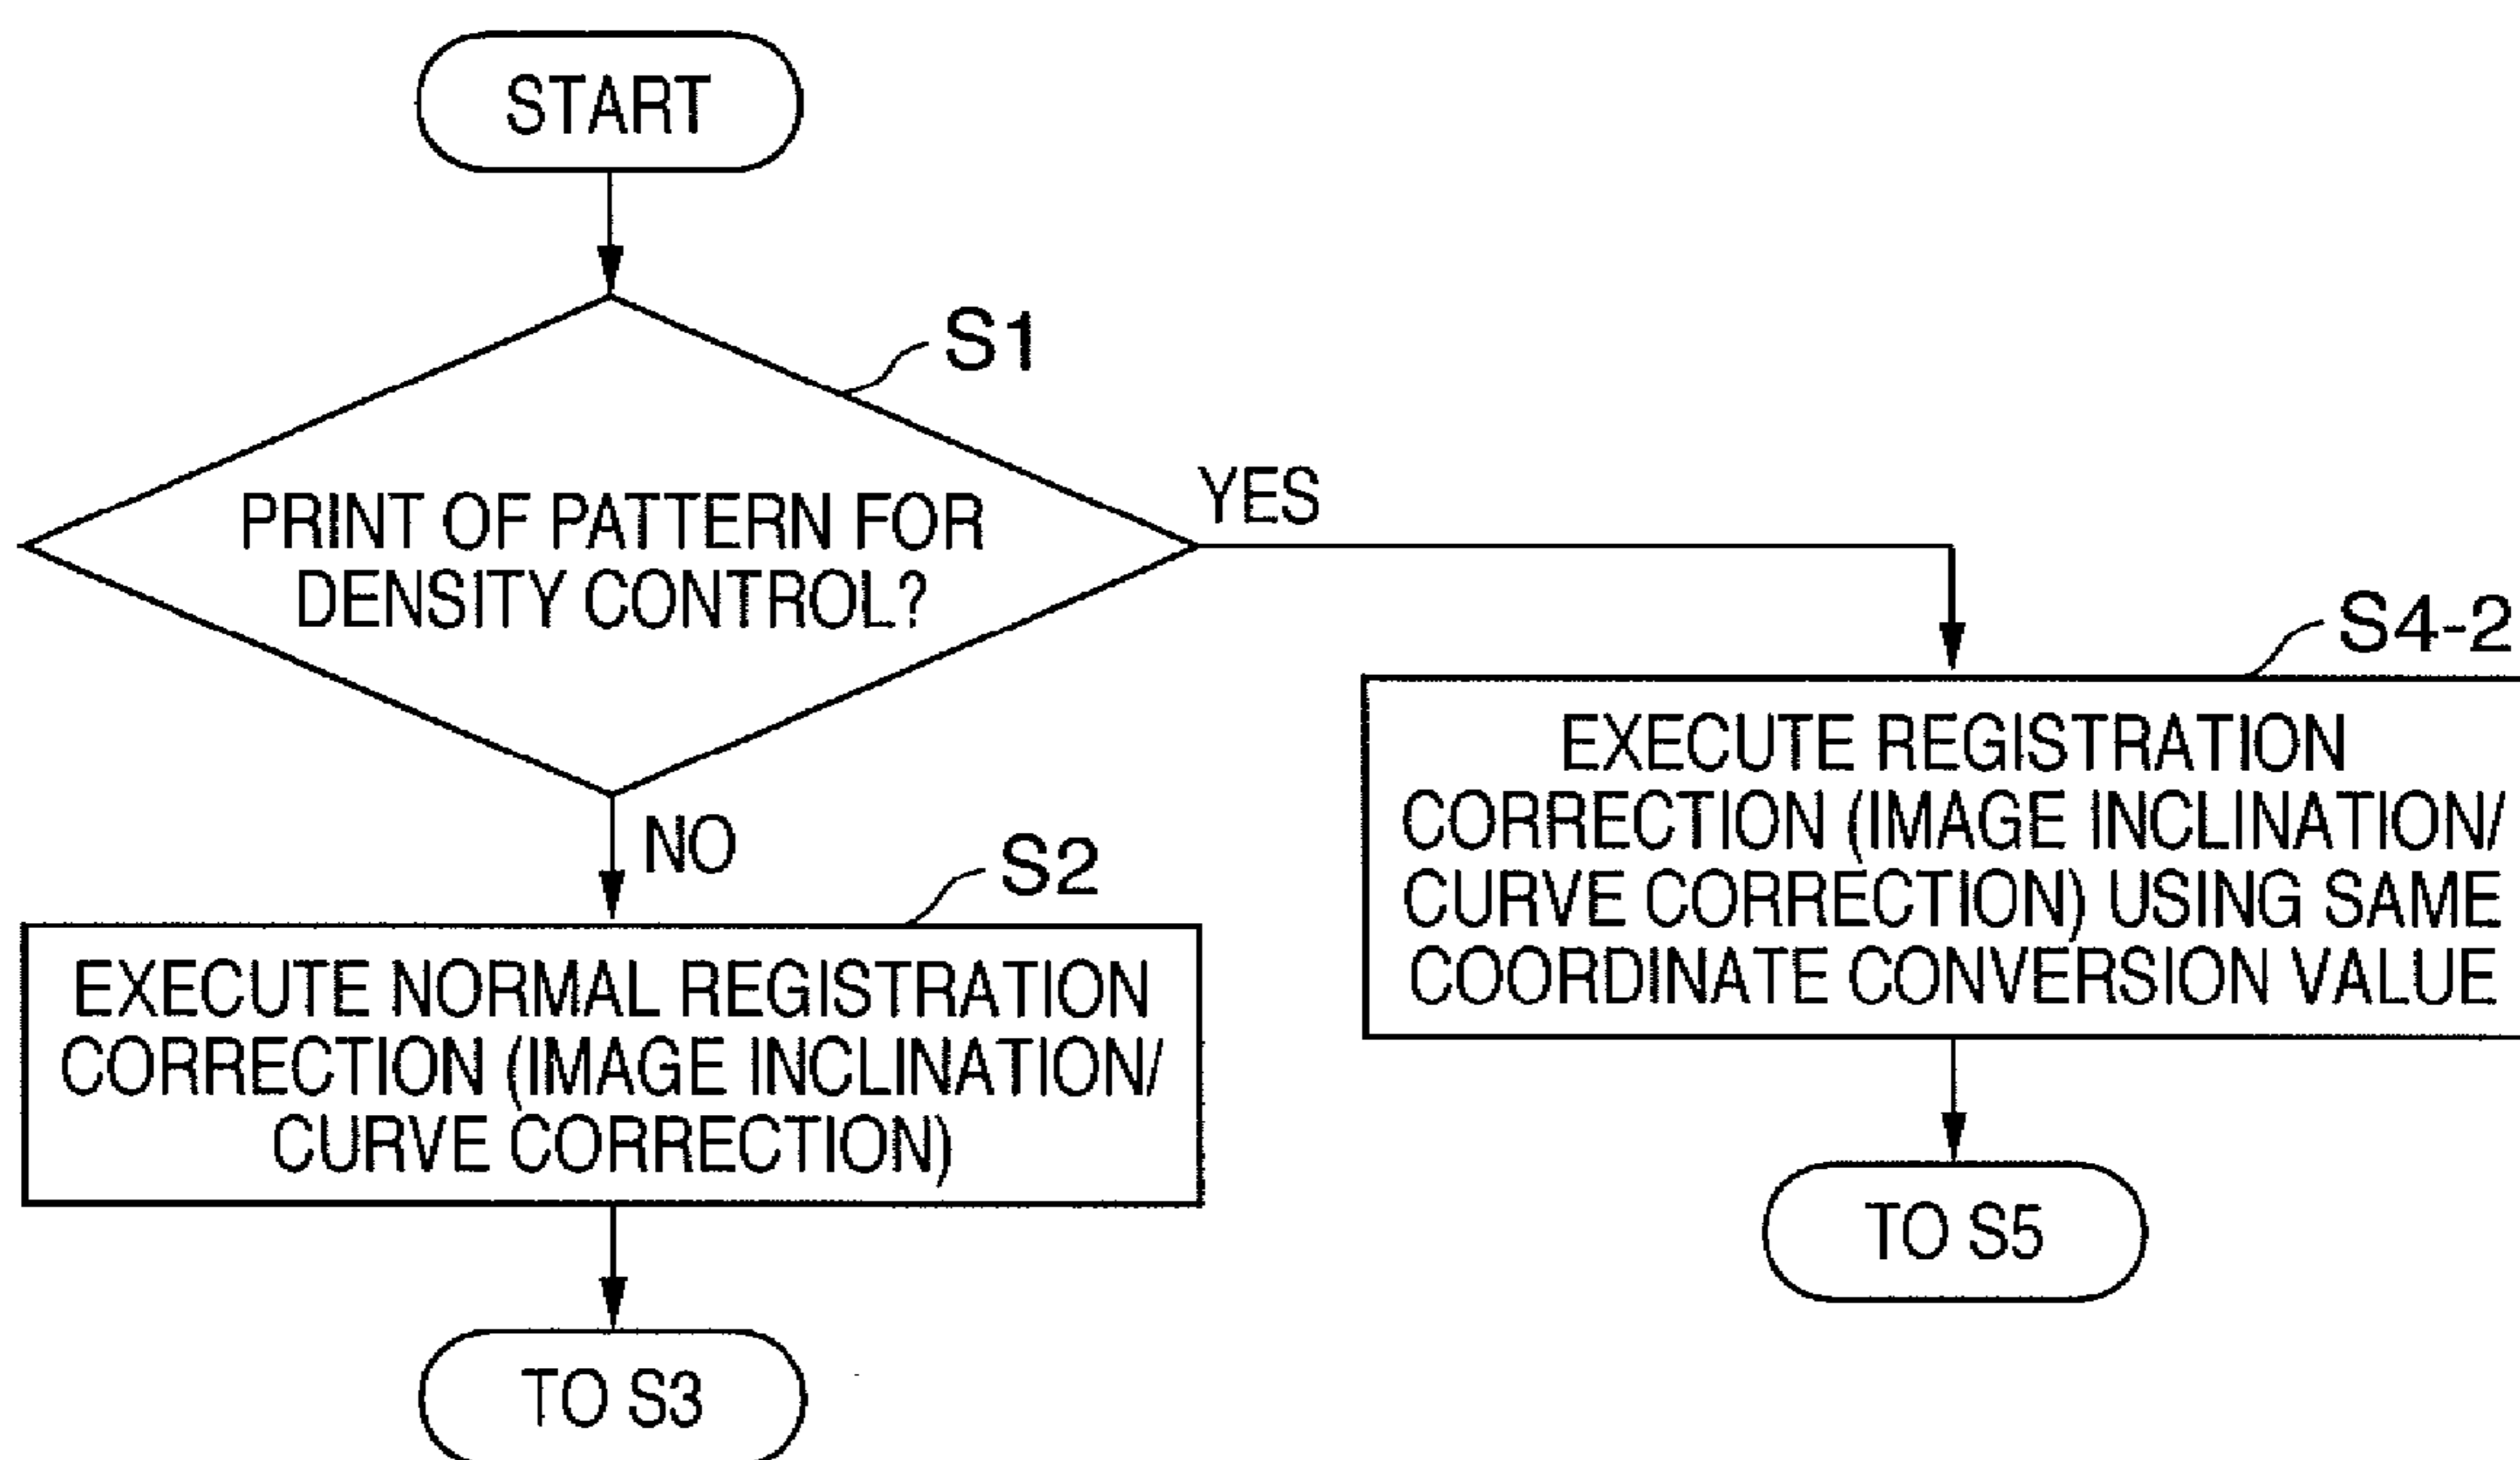 START
S1
PRINT OF PATTERN FOR
DENSITY CONTROL?
YES
NO
S4-2
EXECUTE REGISTRATION
CORRECTION (IMAGE INCLINATION/
CURVE CORRECTION) USING SAME
COORDINATE CONVERSION VALUE
S2
EXECUTE NORMAL REGISTRATION
CORRECTION (IMAGE INCLINATION/
CURVE CORRECTION)
TO S5
TO S3